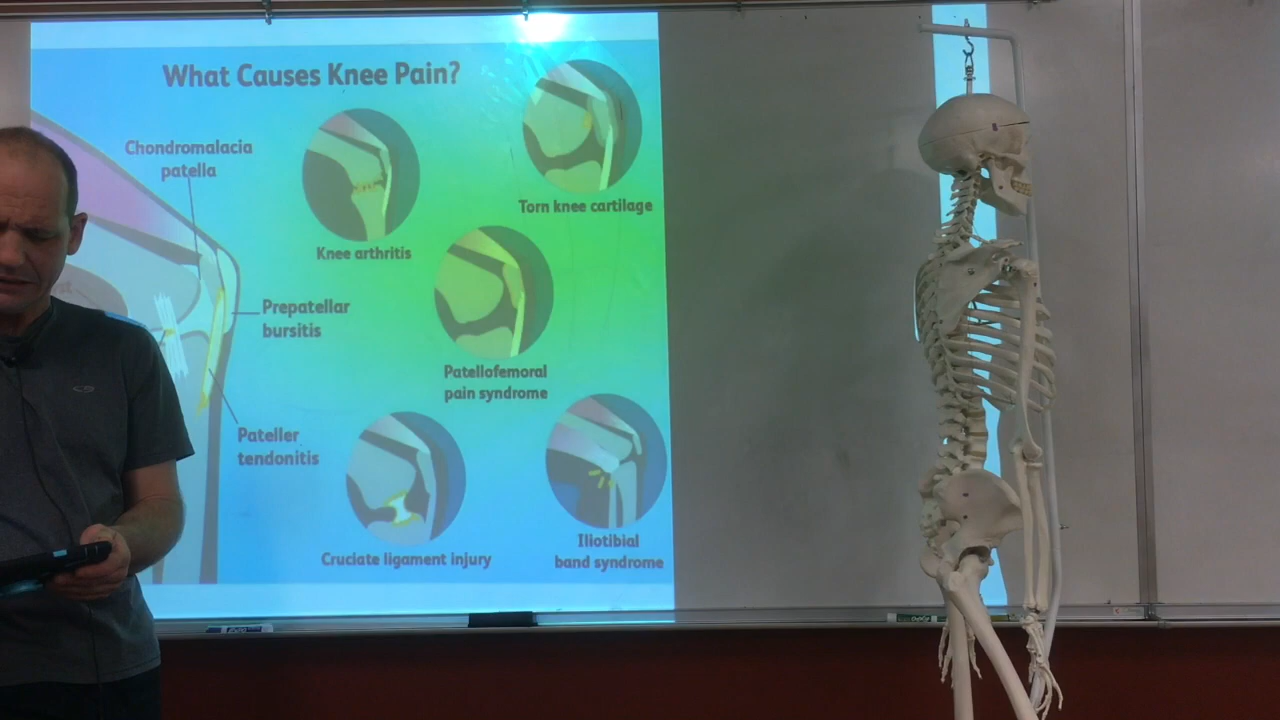 What Causes Knee Pain?
Chondromalacia
patella
Knee arthritis
Torn knee cartilage
Prepatellar
bursitis
Patellofemoral
pain syndrome
Pateller
tendonitis
Cruciate ligament injury
Iliotibial
band syndrome
EXPO